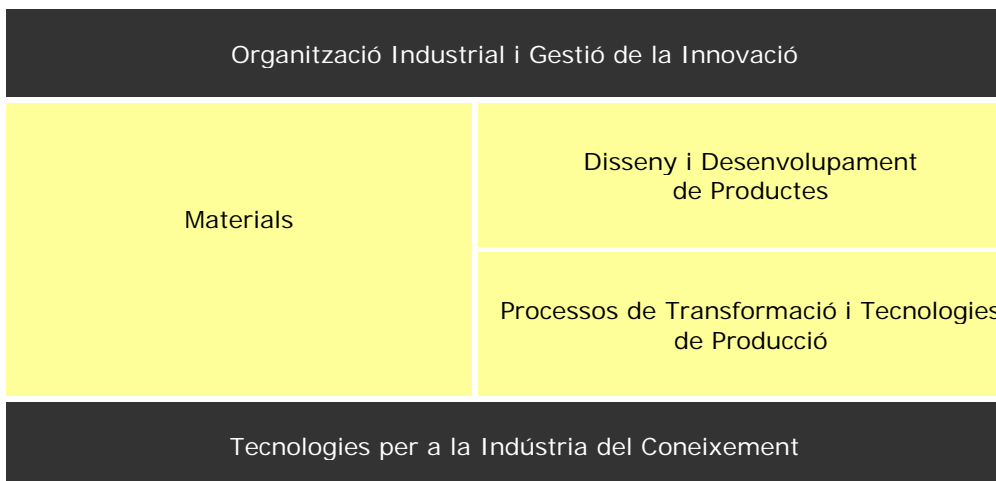 Organització Industrial i Gestió de la Innovació
Materials
Disseny i Desenvolupament
de Productes
Processos de Transformació i Tecnologies
de Producció
Tecnologies per a la Indústria del Coneixement